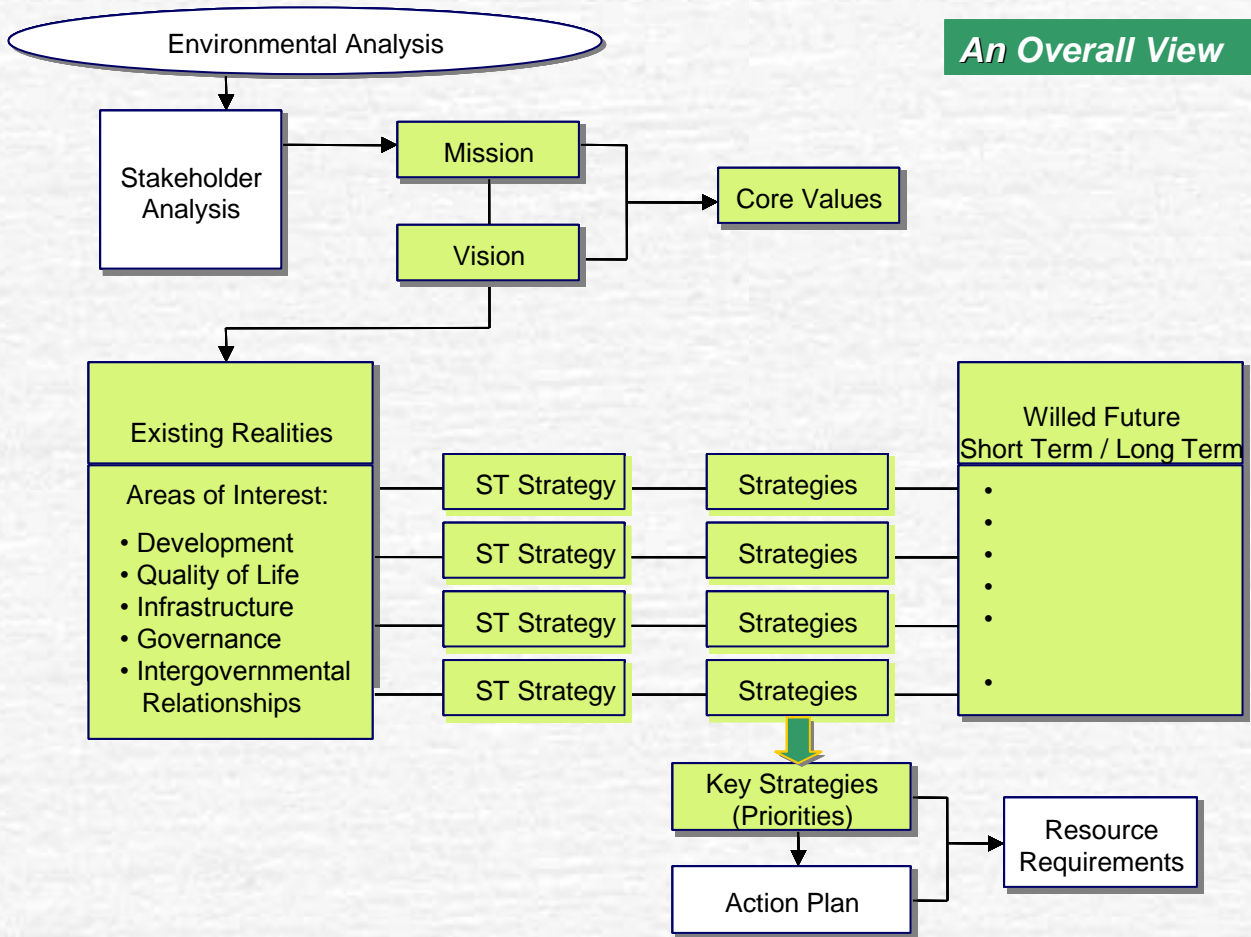 Environmental Analysis
An Overall View
Stakeholder
Analysis
Mission
Vision
Core Values
Existing Realities
Areas of Interest:
• Development
• Quality of Life
• Infrastructure
• Governance
• Intergovernmental
Relationships
ST Strategy
Strategies
ST Strategy
Strategies
ST Strategy
Strategies
ST Strategy
Strategies
Willed Future
Short Term / Long Term
•
•
•
•
•
•
Key Strategies
(Priorities)
Action Plan
Resource
Requirements